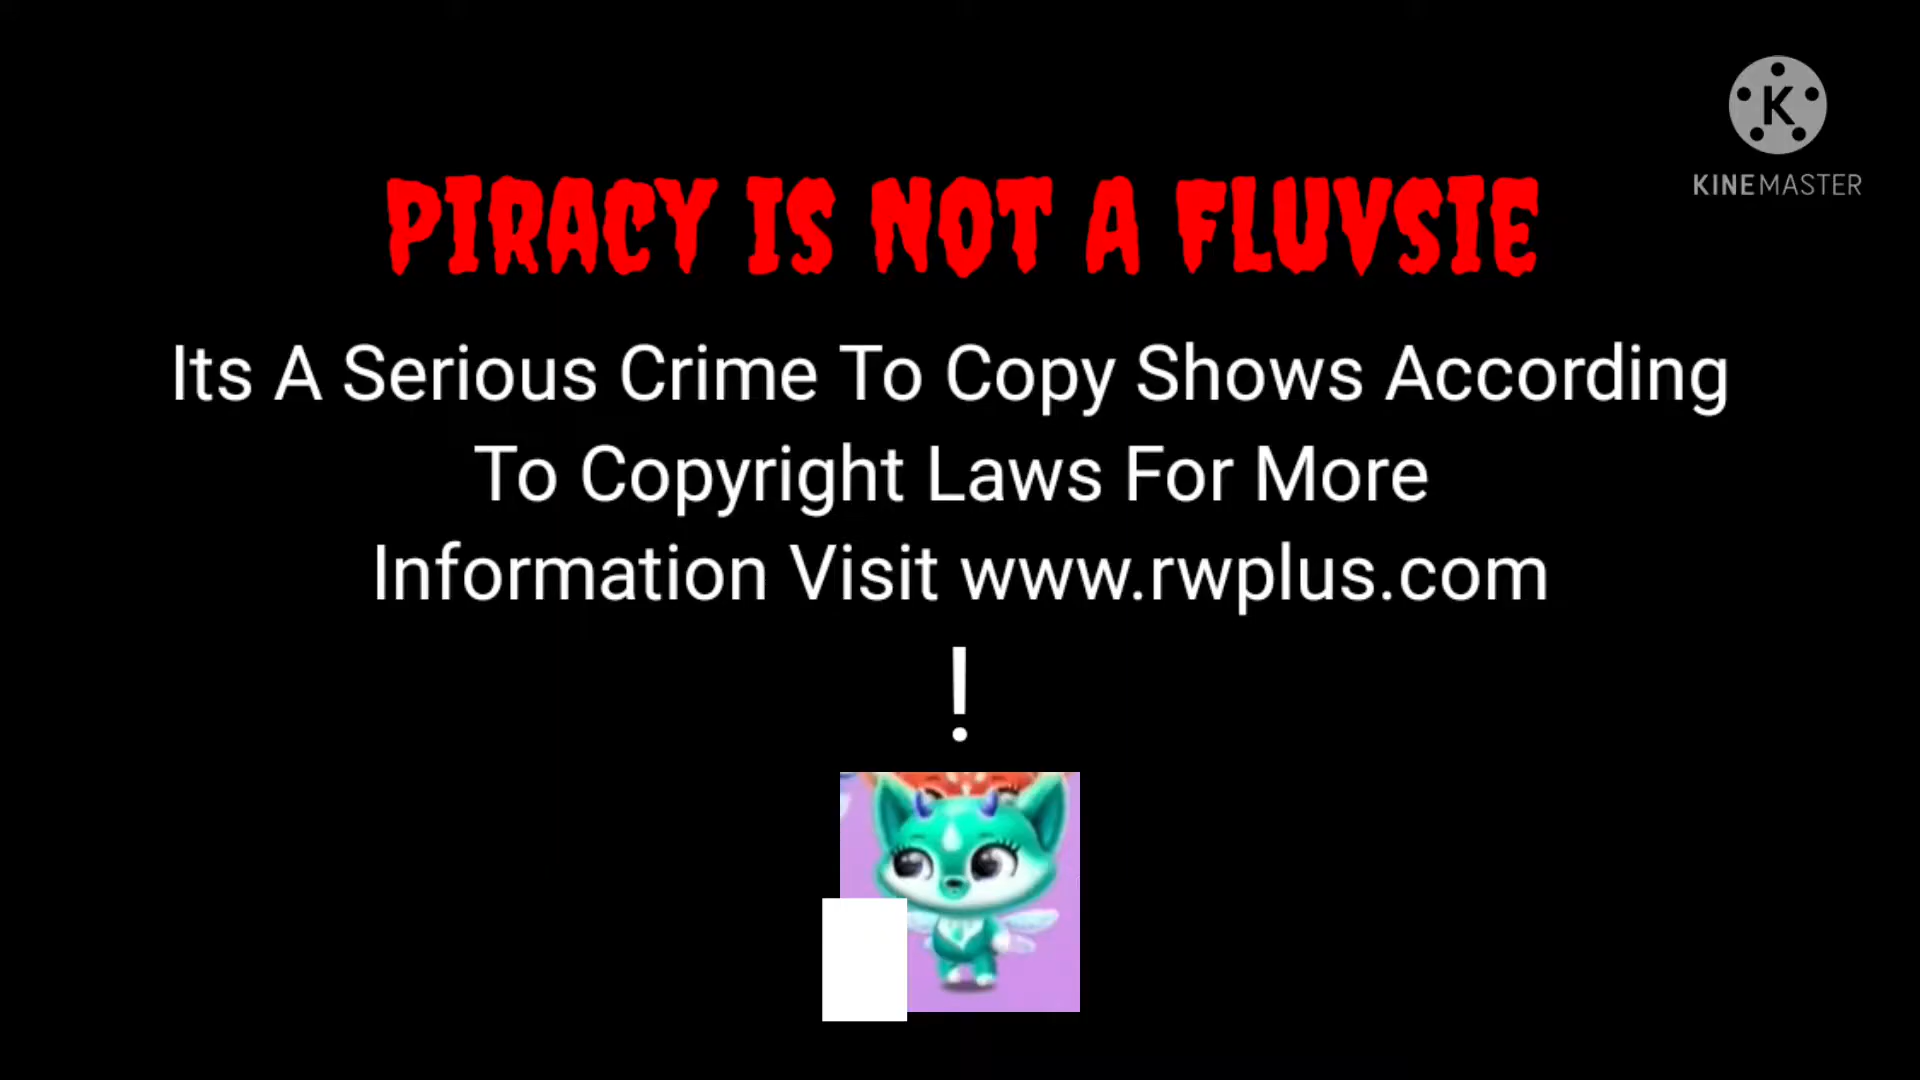 K
KINEMASTER
PIRACY IS NOT A FLUVSIE
Its A Serious Crime To Copy Shows According
To Copyright Laws For More
Information Visit www.rwplus.com
!